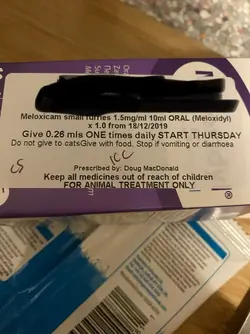 Meloxicam small furries 1.5mg/ml 10ml ORAL (Meloxidyl)
x 1.0 from 18/12/2019
Give 0.26 mls ONE times daily START THURSDAY
Do not give to catsGive with food. Stop if vomiting or diarrhoea
Prescribed by: Doug MacDonald
Keep all medicines out of reach of children
FOR ANIMAL TREATMENT ONLY